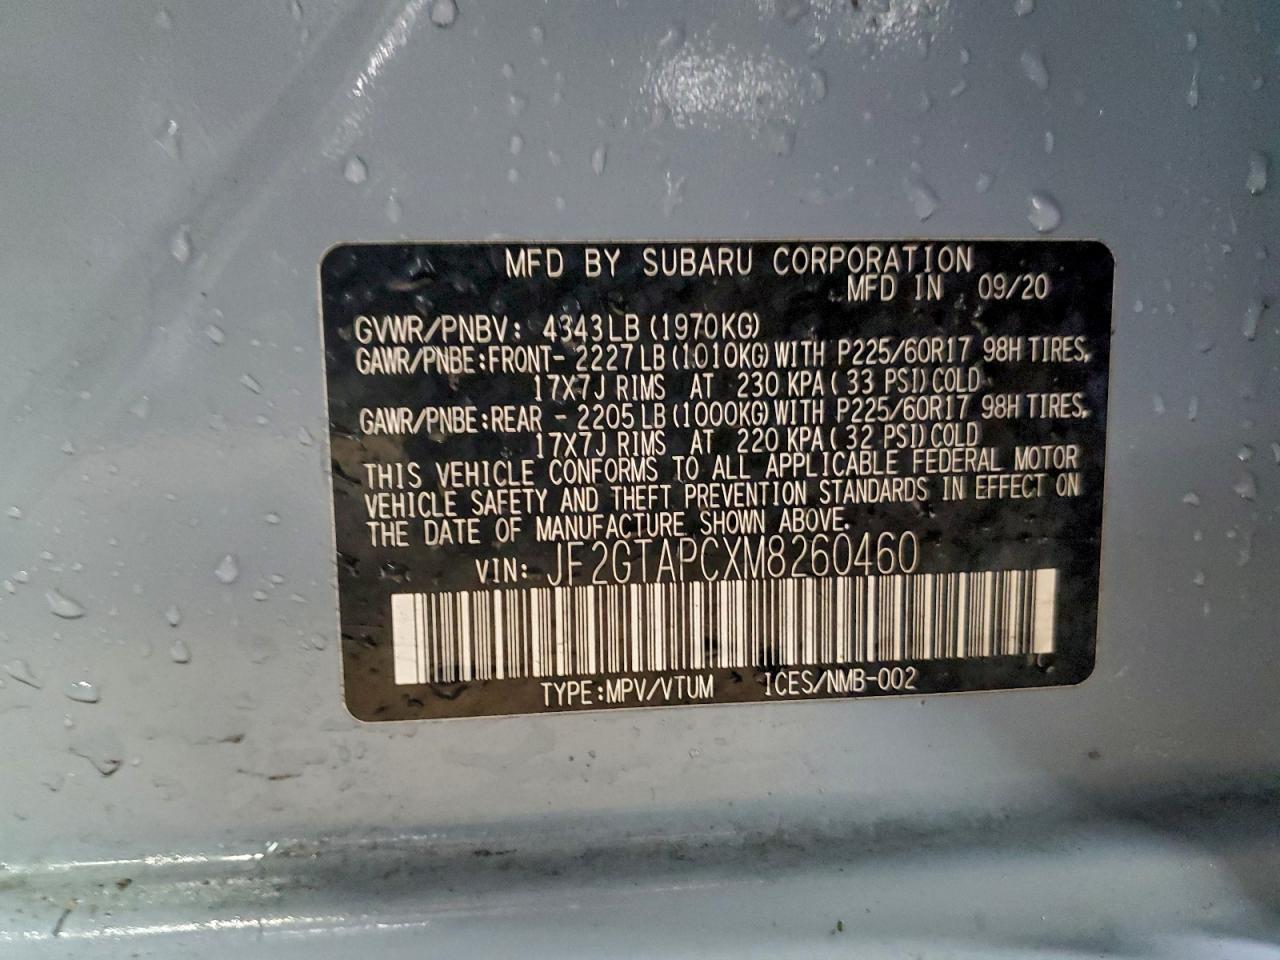 MFD BY SUBARU CORPORATION
MFD IN 09/20
GVWR/PNBV: 4343LB(1970KG)
GAWR/PNBE:FRONT- 2227LB(1010KG)WITH P225/60R17 98H TIRES,
17X7J RIMS AT 230 KPA( 33 PSI)COLD
GAWR/PNBE:REAR - 2205LB(1000KG)WITH P225/60R17 98H TIRES,
17X7J RIMS AT 220 KPA( 32 PSI)COLD
THIS VEHICLE CONFORMS TO ALL APPLICABLE FEDERAL MOTOR
VEHICLE SAFETY AND THEFT PREVENTION STANDARDS IN EFFECT ON
THE DATE OF MANUFACTURE SHOWN ABOVE.
VIN: JF2GTAPCXM8260460
TYPE:MPV/VTUM ICES/NMB-002